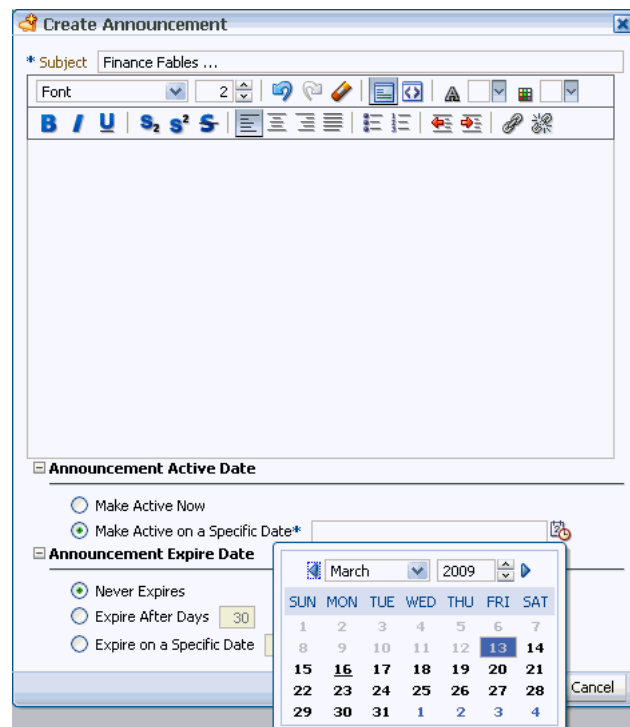 Create Announcement
* Subject Finance Fables ...
Font 2
B I U S₂ S² S
Announcement Active Date
Make Active Now
Make Active on a Specific Date*
Announcement Expire Date
Never Expires
Expire After Days 30
Expire on a Specific Date
March 2009
SUN MON TUE WED THU FRI SAT
1 2 3 4 5 6 7
8 9 10 11 12 13 14
15 16 17 18 19 20 21
22 23 24 25 26 27 28
29 30 31 1 2 3 4
Cancel